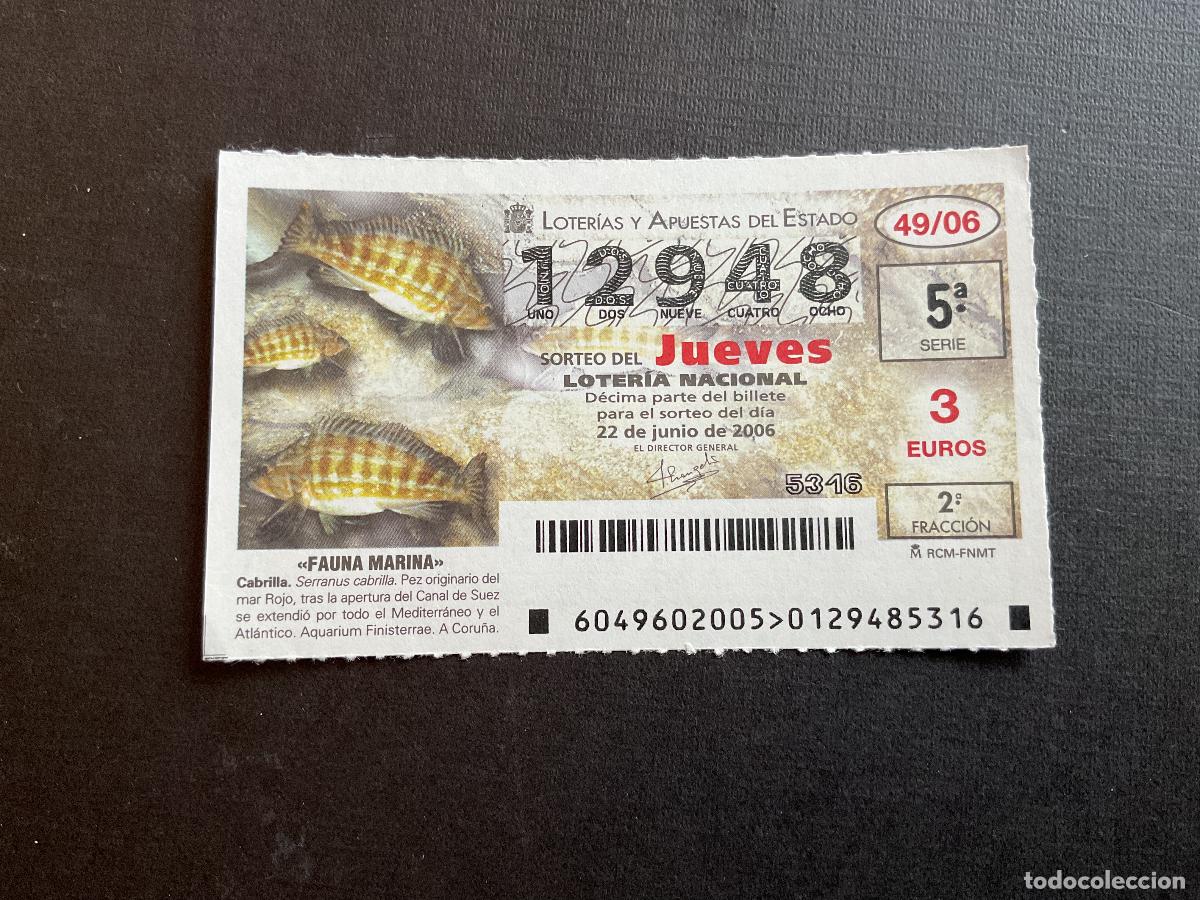 LOTERÍAS Y APUESTAS DEL ESTADO
49/06
12948
UNO DOS NUEVE CUATRO OCHO
5ª
SERIE
SORTEO DEL Jueves
LOTERÍA NACIONAL
Décima parte del billete
para el sorteo del día
22 de junio de 2006
EL DIRECTOR GENERAL
3
EUROS
5316
2ª
FRACCIÓN
RCM-FNMT
«FAUNA MARINA»
Cabrilla. Serranus cabrilla. Pez originario del
mar Rojo, tras la apertura del Canal de Suez
se extendió por todo el Mediterráneo y el
Atlántico. Aquarium Finisterrae. A Coruña.
6049602005>0129485316
todocoleccion